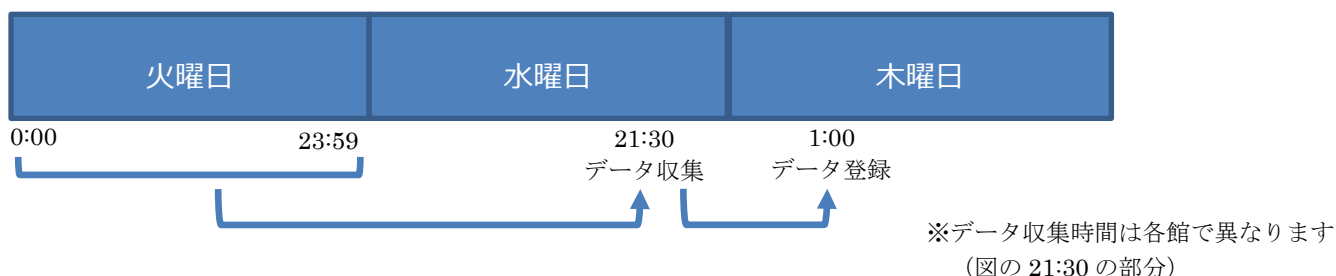 火曜日 水曜日 木曜日
0:00 23:59 21:30 1:00
データ収集 データ登録
※データ収集時間は各館で異なります
（図の 21:30 の部分）